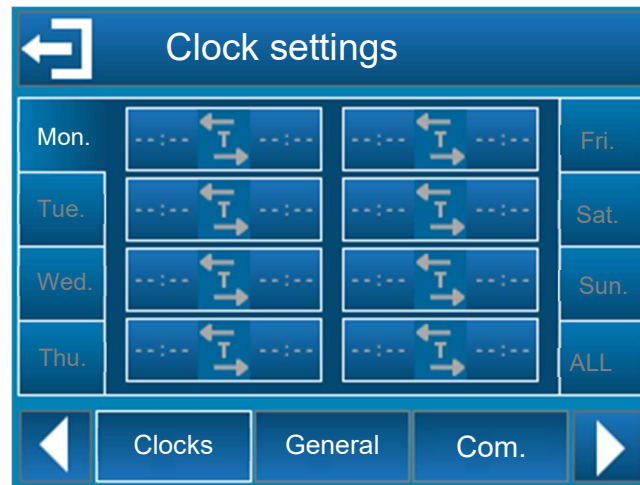 Clock settings
Mon. --:-- T --:-- --:-- T --:-- Fri.
Tue. --:-- T --:-- --:-- T --:-- Sat.
Wed. --:-- T --:-- --:-- T --:-- Sun.
Thu. --:-- T --:-- --:-- T --:-- ALL
Clocks General Com.